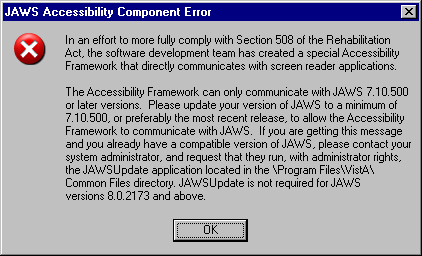 JAWS Accessibility Component Error
In an effort to more fully comply with Section 508 of the Rehabilitation
Act, the software development team has created a special Accessibility
Framework that directly communicates with screen reader applications.
The Accessibility Framework can only communicate with JAWS 7.10.500
or later versions.  Please update your version of JAWS to a minimum of
7.10.500, or preferably the most recent release, to allow the Accessibility
Framework to communicate with JAWS.  If you are getting this message
and you already have a compatible version of JAWS, please contact your
system administrator, and request that they run, with administrator rights,
the JAWSUpdate application located in the \Program Files\VistA\
Common Files directory. JAWSUpdate is not required for JAWS
versions 8.0.2173 and above.
OK